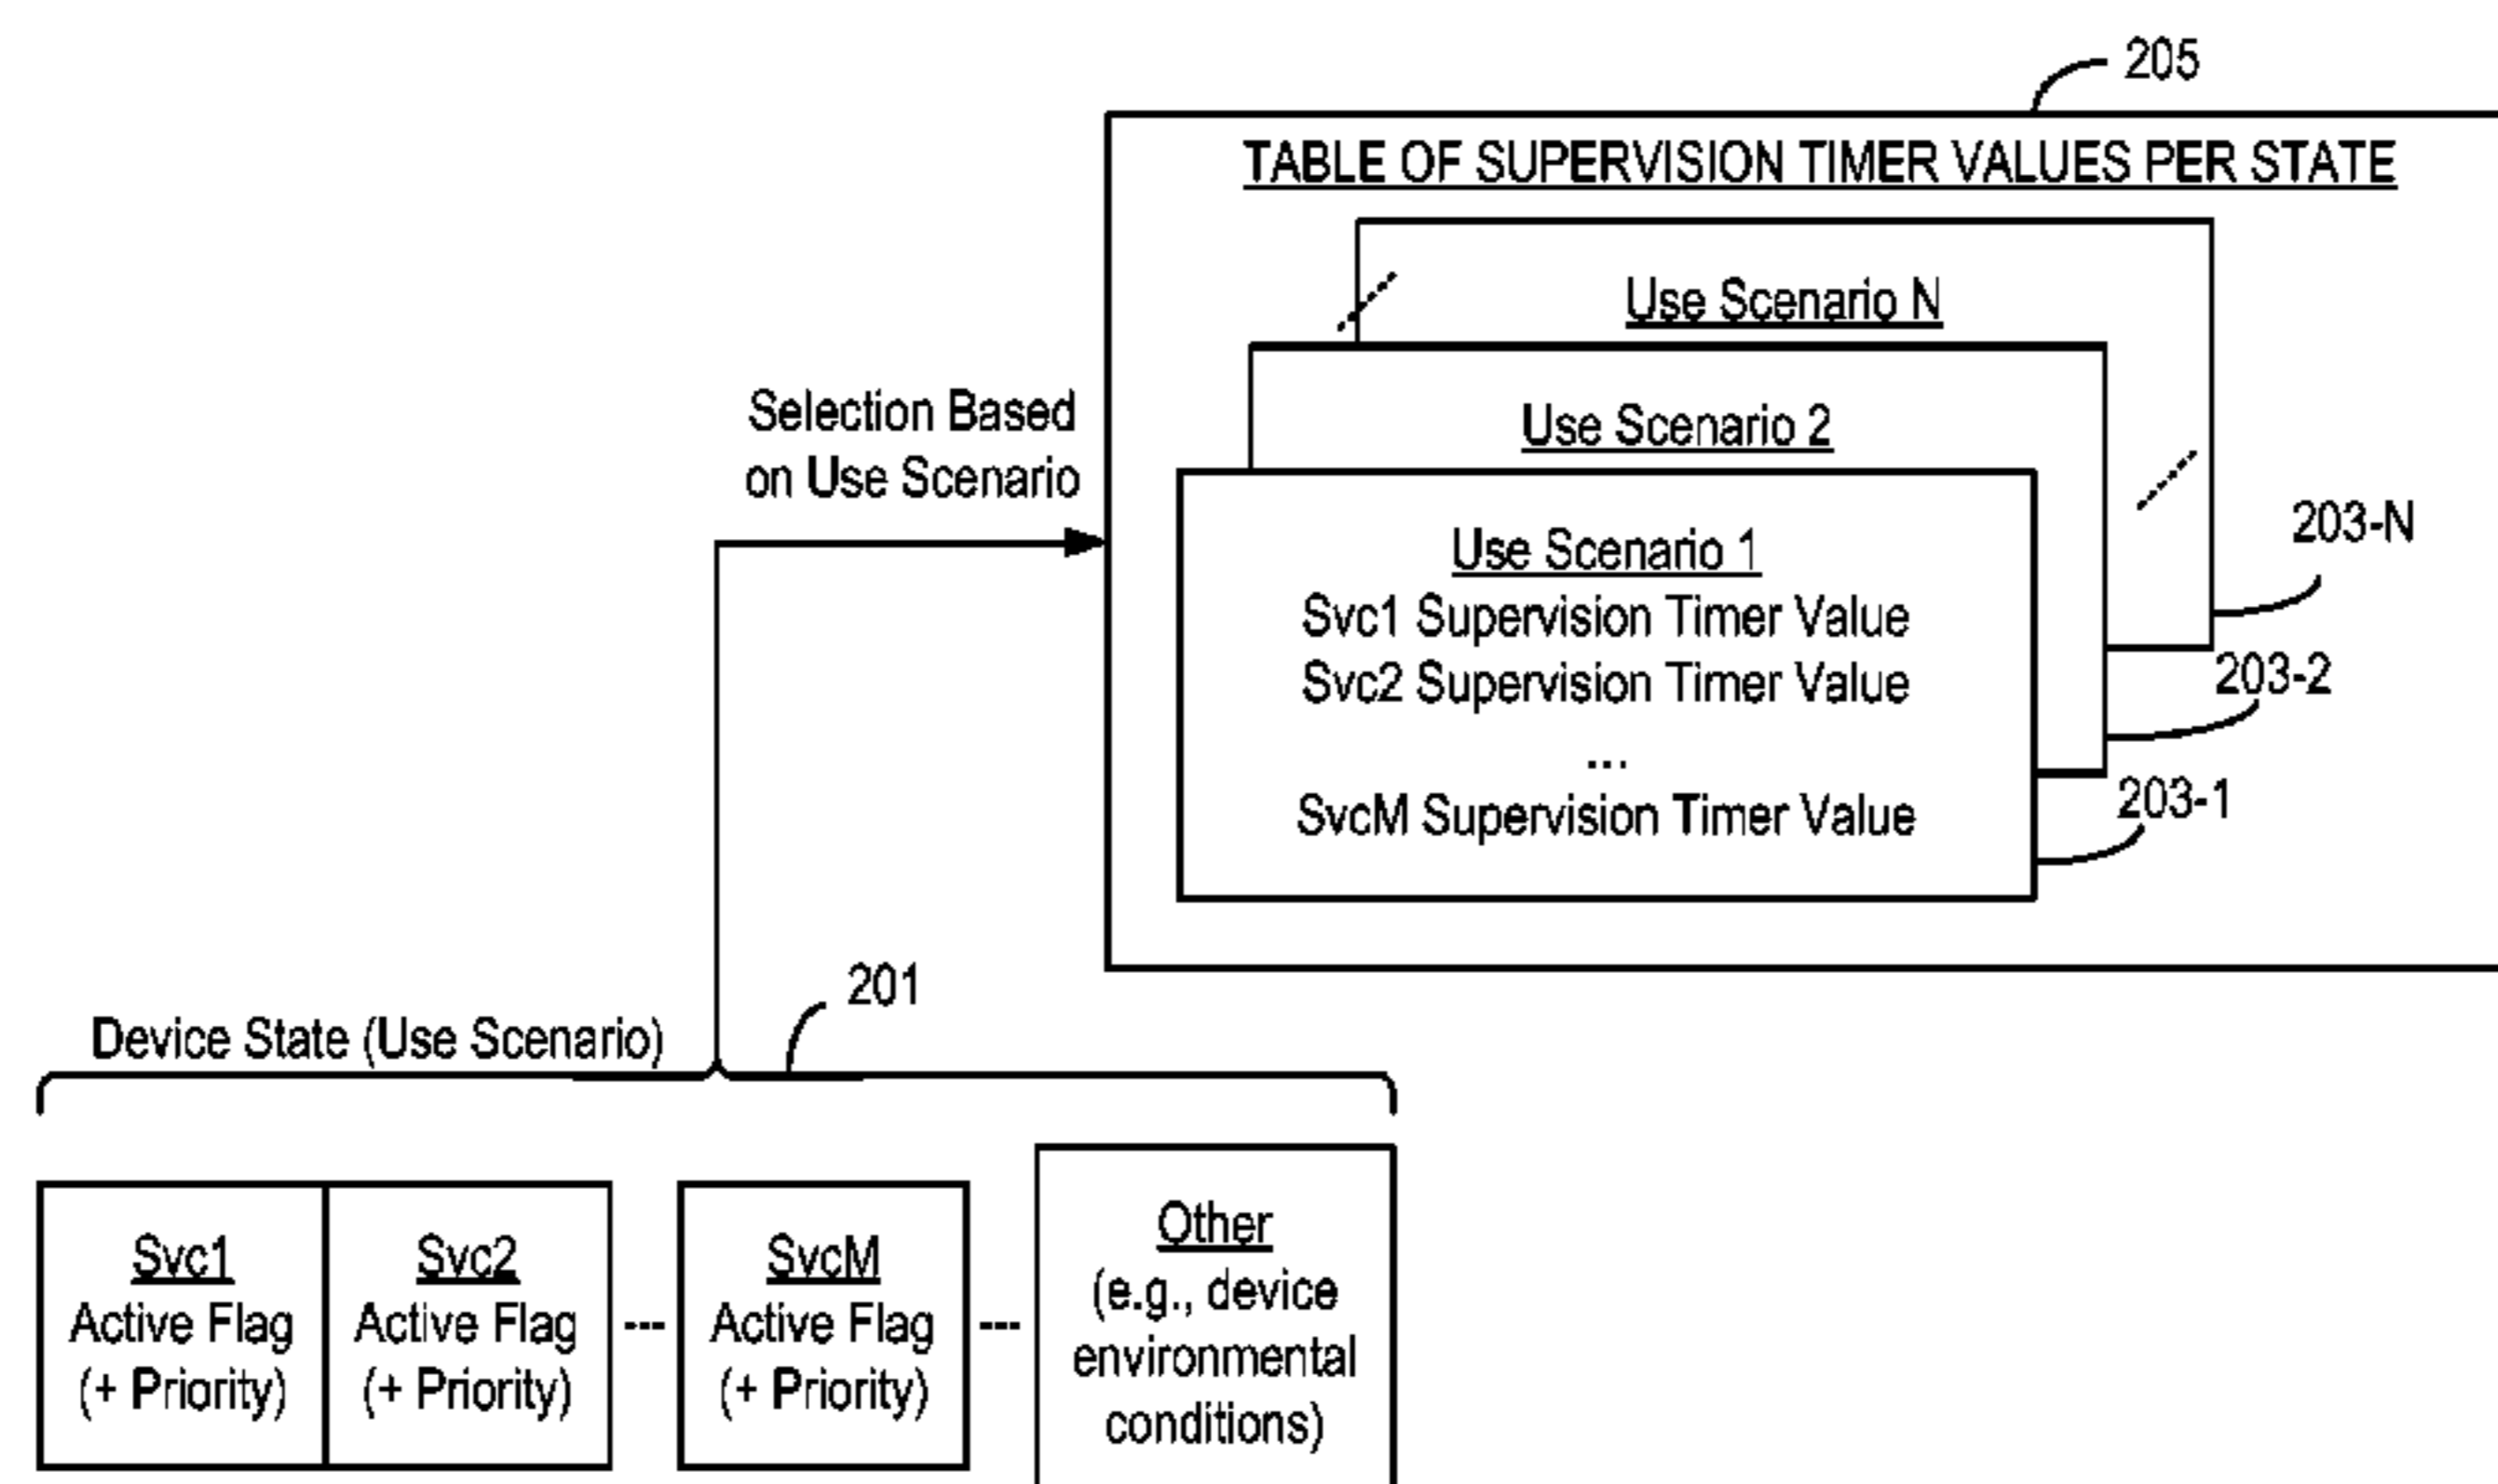 205
TABLE OF SUPERVISION TIMER VALUES PER STATE
Use Scenario N
Use Scenario 2
Use Scenario 1
Svc1 Supervision Timer Value
Svc2 Supervision Timer Value
...
SvcM Supervision Timer Value
203-N
203-2
203-1
Selection Based
on Use Scenario
201
Device State (Use Scenario)
Svc1
Active Flag
(+ Priority)
Svc2
Active Flag
(+ Priority)
---
SvcM
Active Flag
(+ Priority)
---
Other
(e.g., device
environmental
conditions)